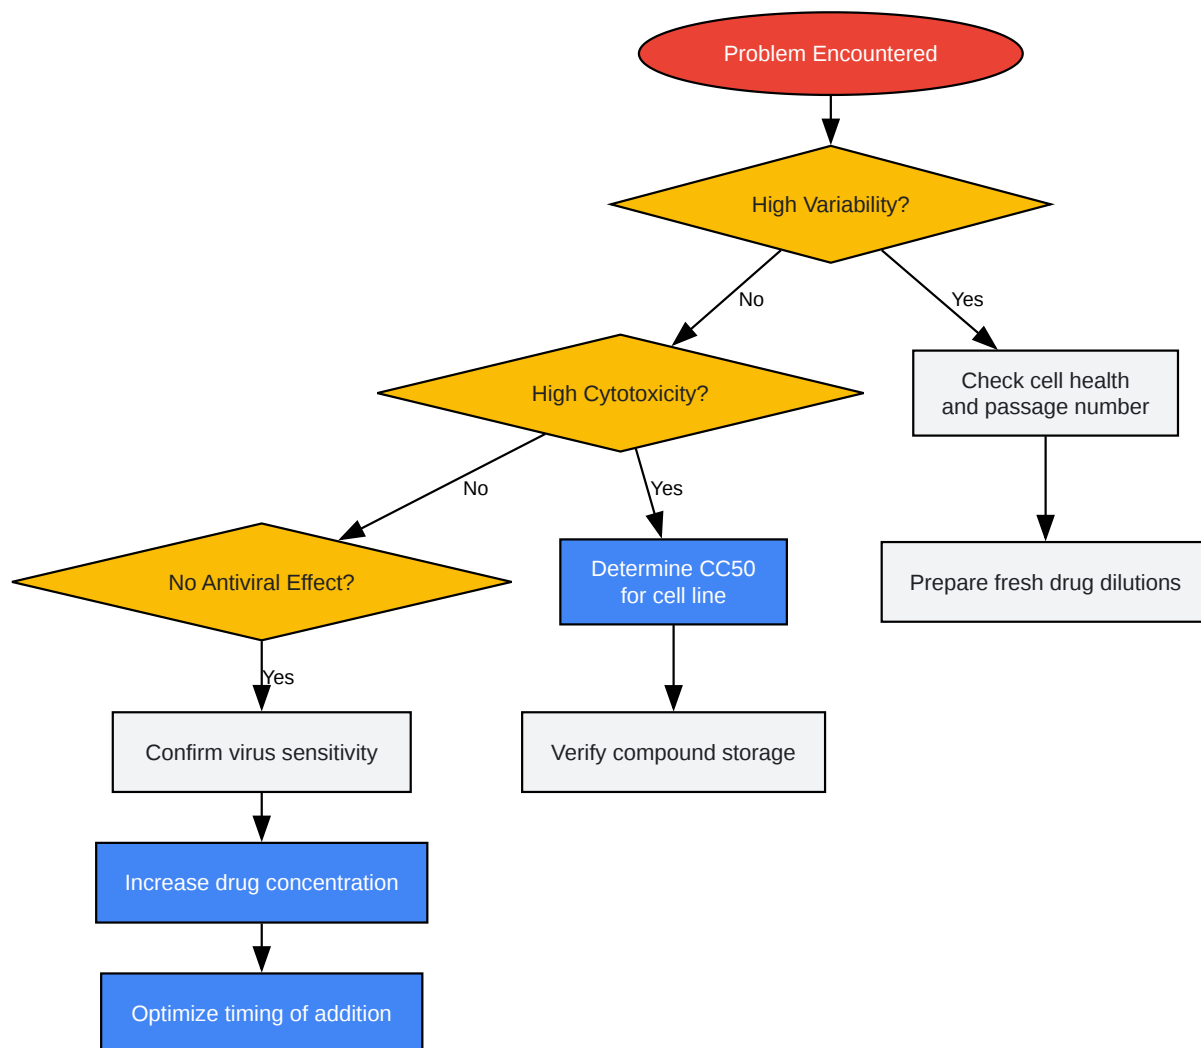 Problem Encountered
High Variability?
No
Yes
High Cytotoxicity?
Check cell health
and passage number
No
Yes
No Antiviral Effect?
Determine CC50
for cell line
Prepare fresh drug dilutions
Yes
Confirm virus sensitivity
Verify compound storage
Increase drug concentration
Optimize timing of addition